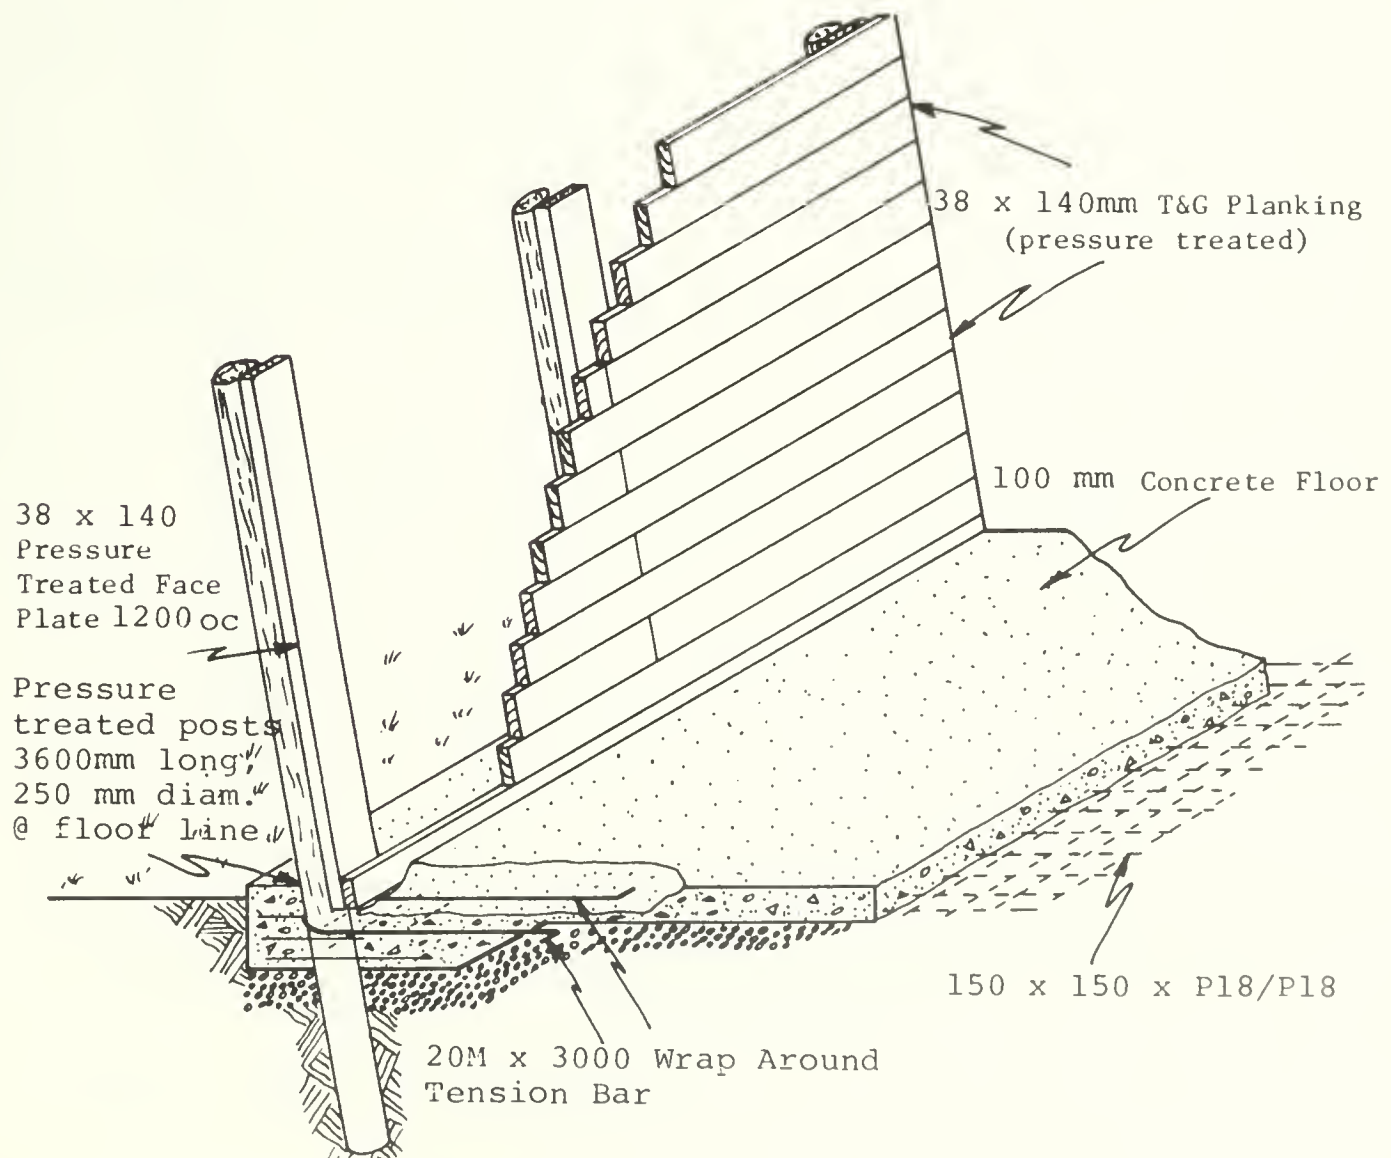 38 x 140mm T&G Planking
(pressure treated)
100 mm Concrete Floor
38 x 140
Pressure
Treated Face
Plate 1200 oc
Pressure
treated posts
3600mm long,
250 mm diam.
@ floor line
150 x 150 x P18/P18
20M x 3000 Wrap Around
Tension Bar